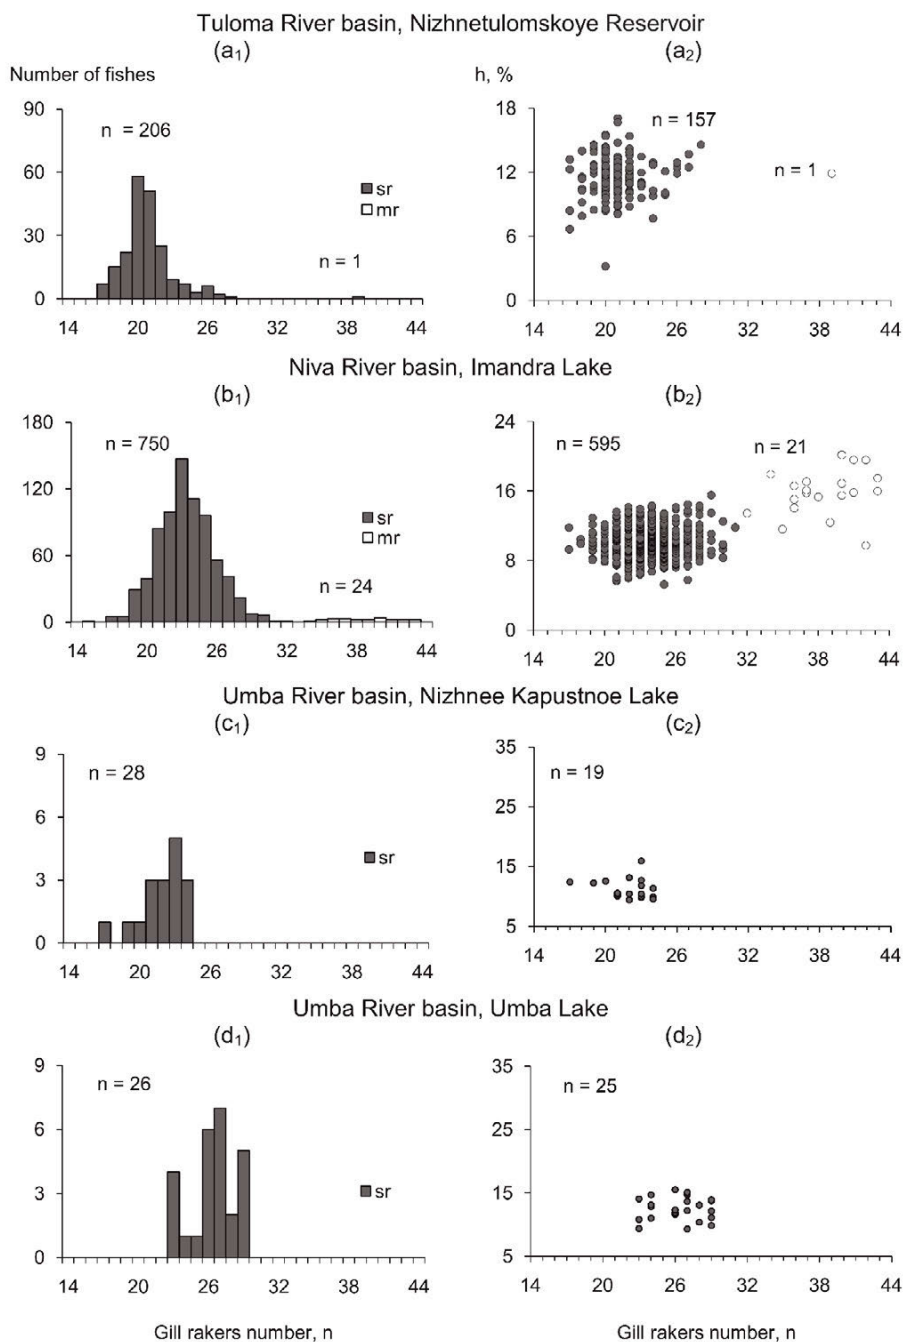 Tuloma River basin, Nizhnetulomskoye Reservoir
(a₁) (a₂)
Number of fishes h, %
90 18
n = 206 n = 157
60 12 n = 1
sr
mr
30 6
n = 1
0 0
14 20 26 32 38 44 14 20 26 32 38 44
Niva River basin, Imandra Lake
(b₁) (b₂)
180 24
n = 750 n = 595 n = 21
120 16
sr
mr
60 8
n = 24
0 0
14 20 26 32 38 44 14 20 26 32 38 44
Umba River basin, Nizhnee Kapustnoe Lake
(c₁) (c₂)
9 35
n = 28 n = 19
6 25
sr
3 15
0 5
14 20 26 32 38 44 14 20 26 32 38 44
Umba River basin, Umba Lake
(d₁) (d₂)
9 35
n = 26 n = 25
6 25
sr
3 15
0 5
14 20 26 32 38 44 14 20 26 32 38 44
Gill rakers number, n Gill rakers number, n